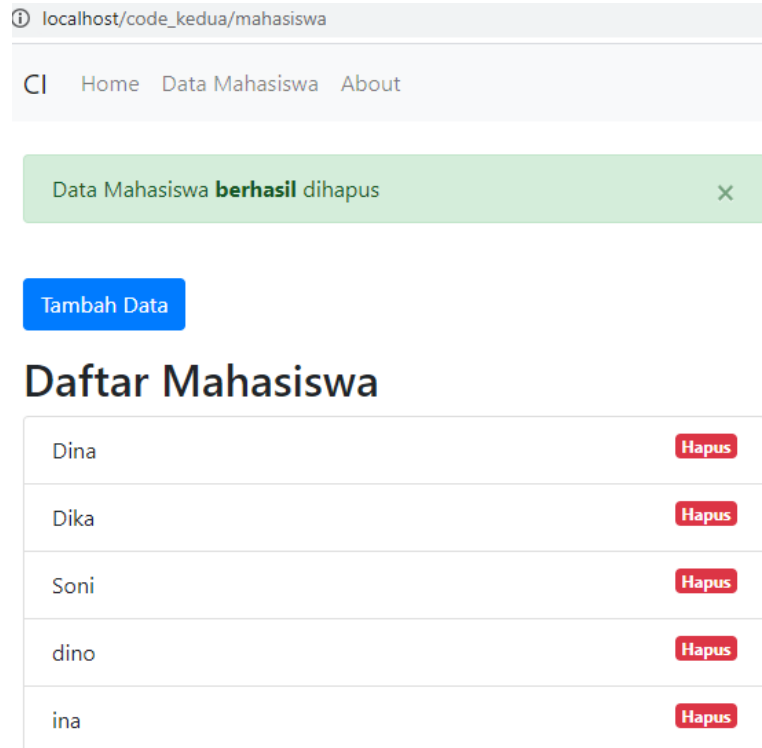 localhost/code_kedua/mahasiswa
CI Home Data Mahasiswa About
Data Mahasiswa berhasil dihapus ×
Tambah Data
Daftar Mahasiswa
Dina Hapus
Dika Hapus
Soni Hapus
dino Hapus
ina Hapus